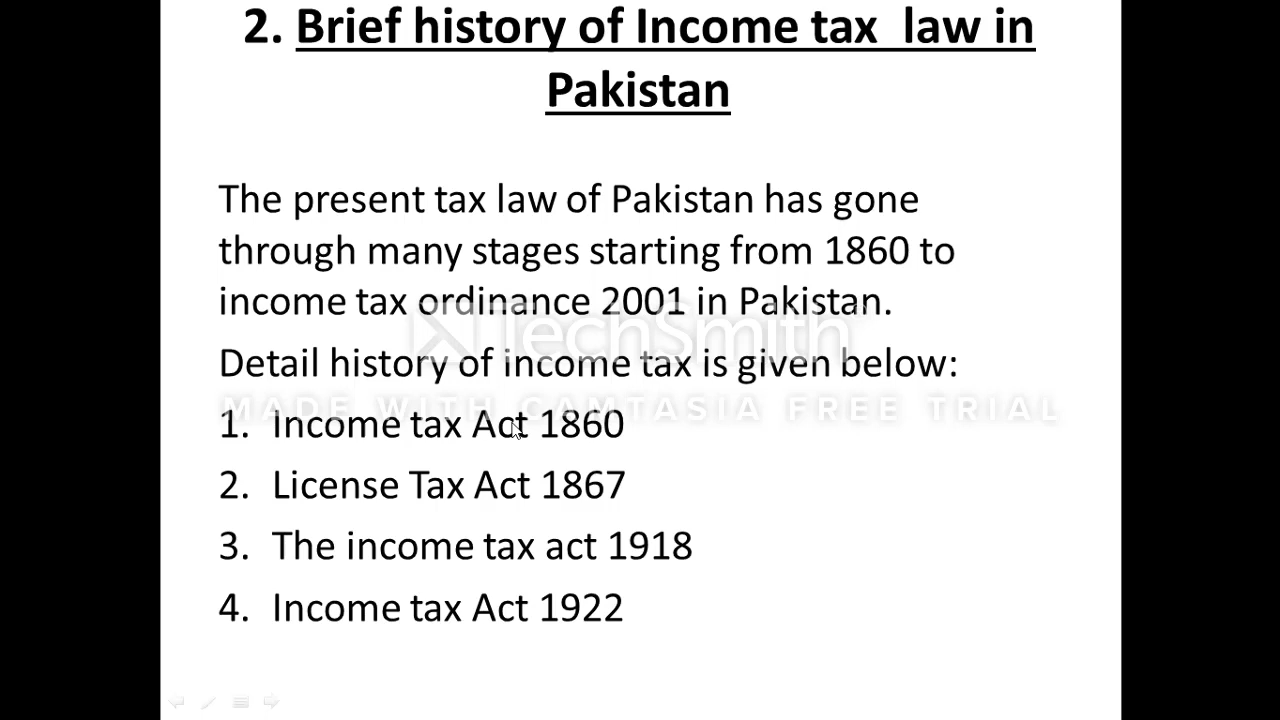 2. Brief history of Income tax law in
Pakistan
The present tax law of Pakistan has gone
through many stages starting from 1860 to
income tax ordinance 2001 in Pakistan.
TechSmith
Detail history of income tax is given below:
MADE WITH CAMTASIA FREE TRIAL
1. Income tax Act 1860
2. License Tax Act 1867
3. The income tax act 1918
4. Income tax Act 1922